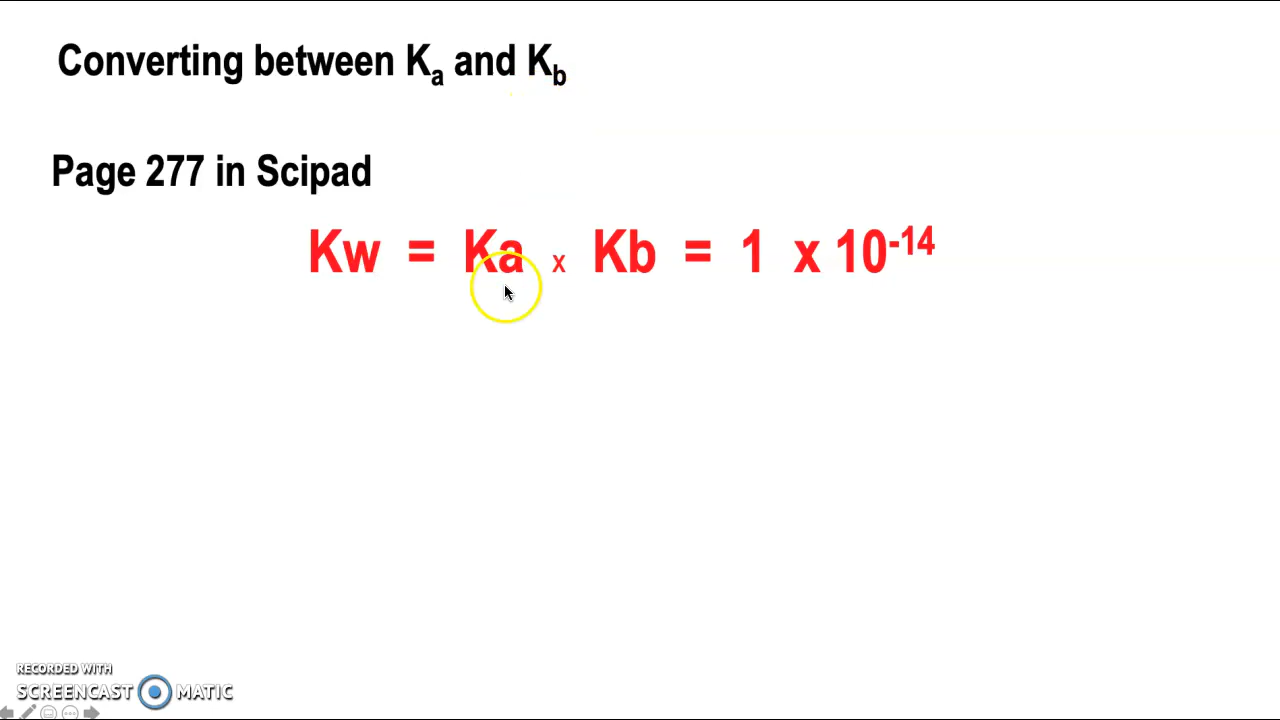 Converting between Ka and Kb
Page 277 in Scipad
Kw = Ka x Kb = 1 x 10-14
RECORDED WITH
SCREENCAST MATIC